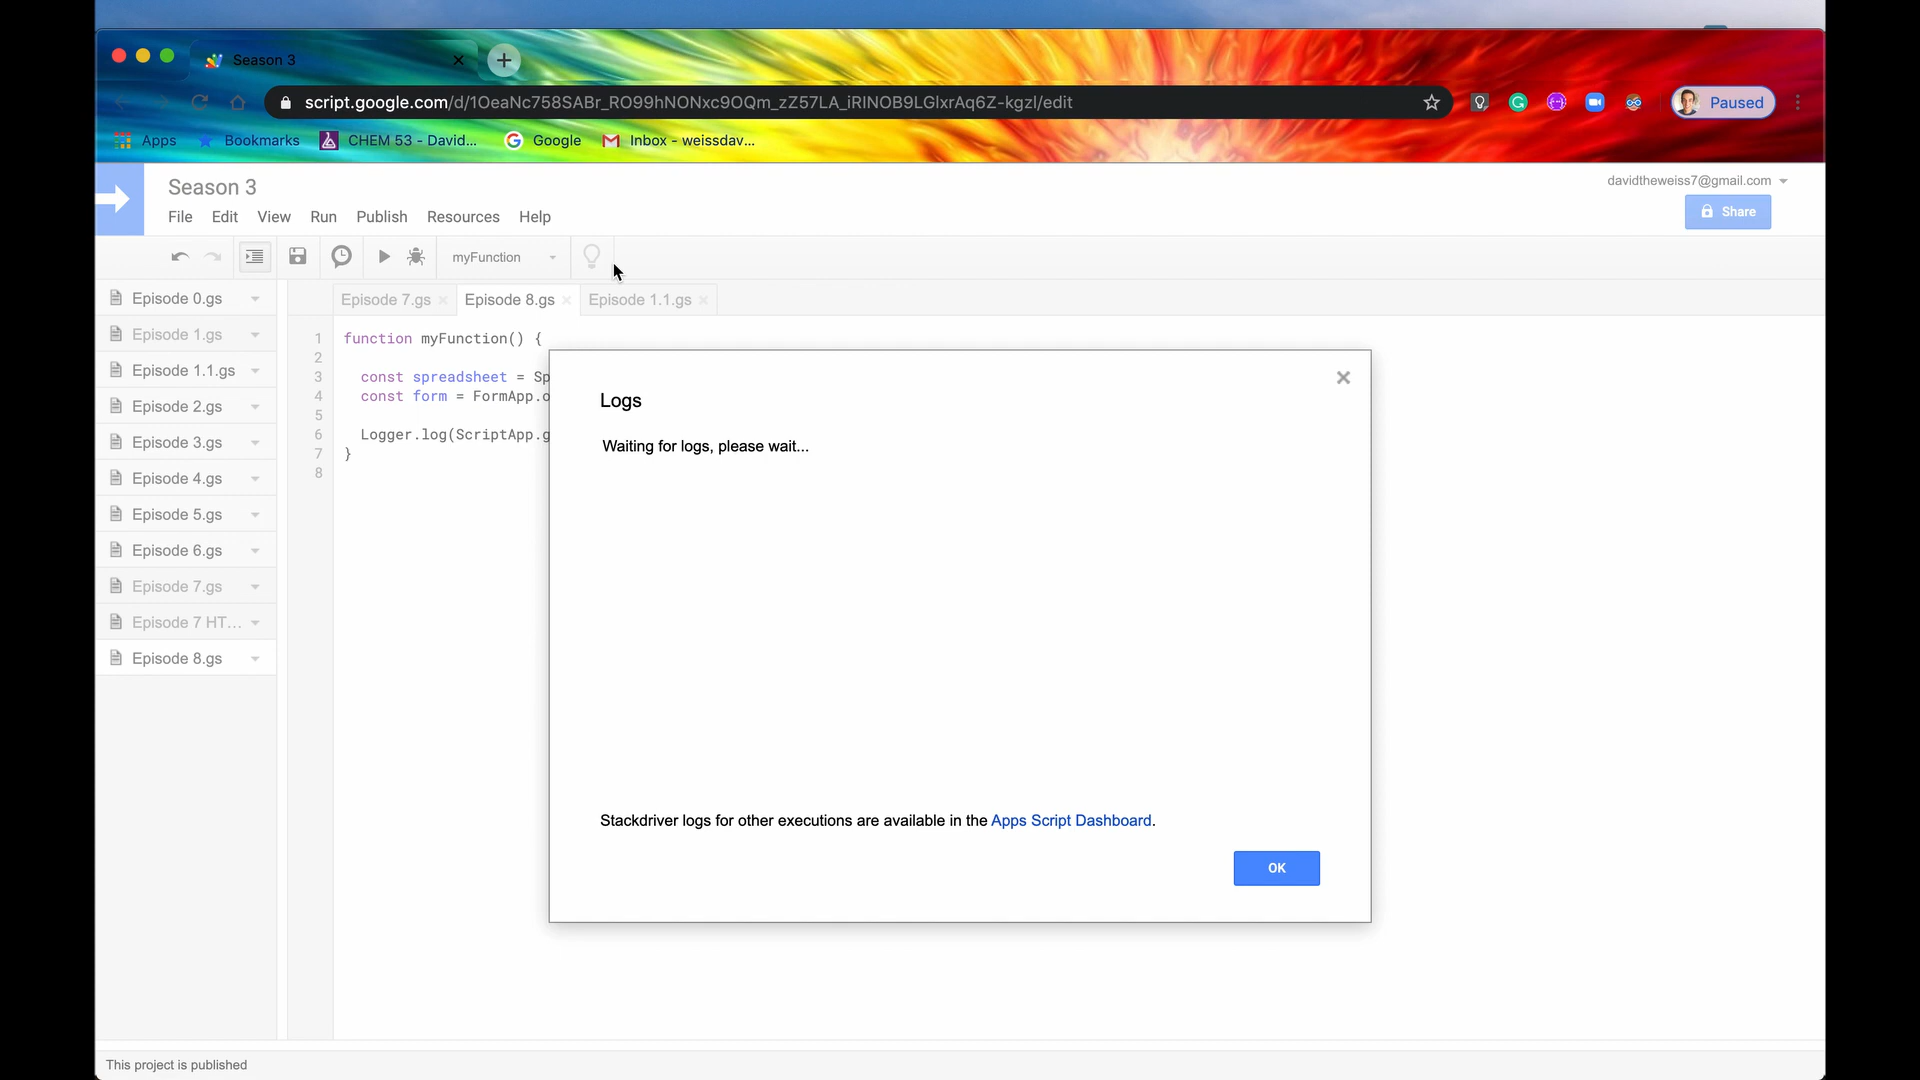 Season 3
script.google.com/d/1OeaNc758SABr_RO99hNONxc9OQm_zZ57LA_iRINOB9LGlxrAq6Z-kgzl/edit
Paused
Apps
Bookmarks
CHEM 53 - David...
Google
Inbox - weissdav...
Season 3
davidtheweiss7@gmail.com
File Edit View Run Publish Resources Help
Share
myFunction
Episode 0.gs
Episode 1.gs
Episode 1.1.gs
Episode 2.gs
Episode 3.gs
Episode 4.gs
Episode 5.gs
Episode 6.gs
Episode 7.gs
Episode 7 HT...
Episode 8.gs
Episode 7.gs
Episode 8.gs
Episode 1.1.gs
1 function myFunction() {
2
3 const spreadsheet = Sp
4 const form = FormApp.o
5
6 Logger.log(ScriptApp.g
7 }
8
Logs
Waiting for logs, please wait...
Stackdriver logs for other executions are available in the Apps Script Dashboard.
OK
This project is published